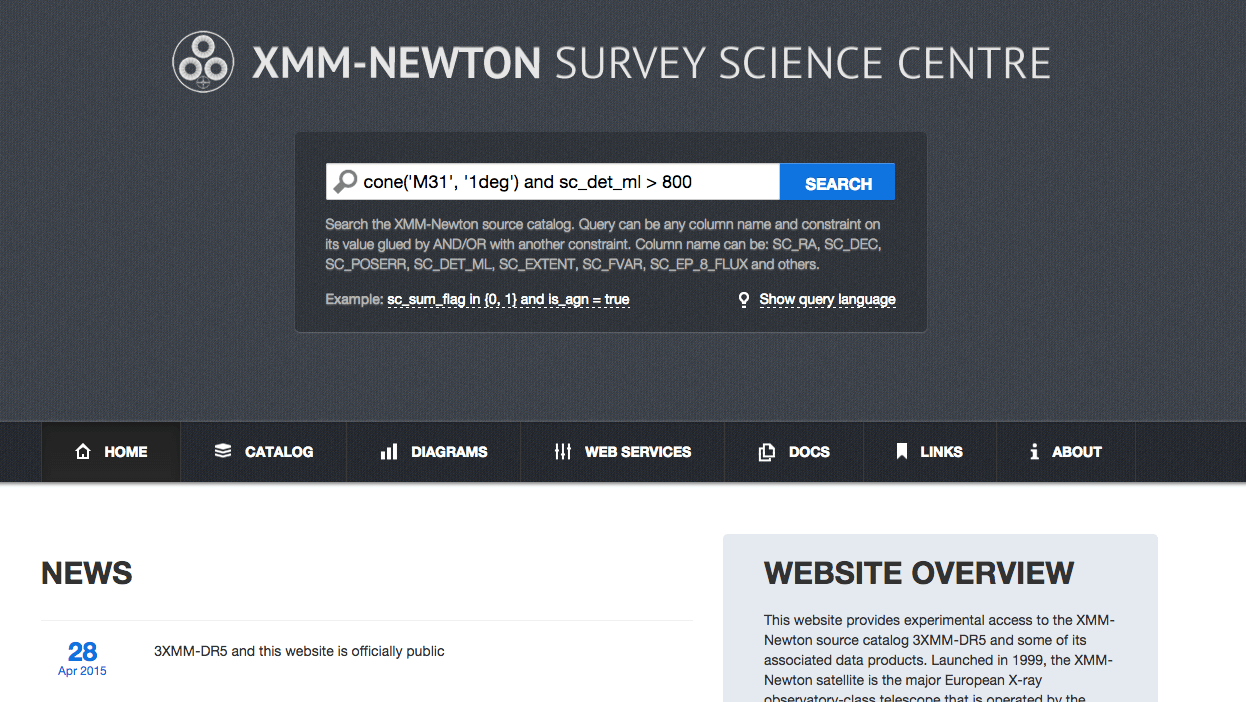 XMM-NEWTON SURVEY SCIENCE CENTRE
cone('M31', '1deg') and sc_det_ml > 800
SEARCH
Search the XMM-Newton source catalog. Query can be any column name and constraint on
its value glued by AND/OR with another constraint. Column name can be: SC_RA, SC_DEC,
SC_POSERR, SC_DET_ML, SC_EXTENT, SC_FVAR, SC_EP_8_FLUX and others.
Example: sc_sum_flag in {0, 1} and is_agn = true
Show query language
HOME
CATALOG
DIAGRAMS
WEB SERVICES
DOCS
LINKS
ABOUT
NEWS
28
Apr 2015
3XMM-DR5 and this website is officially public
WEBSITE OVERVIEW
This website provides experimental access to the XMM-
Newton source catalog 3XMM-DR5 and some of its
associated data products. Launched in 1999, the XMM-
Newton satellite is the major European X-ray
observatory-class telescope that is operated by the